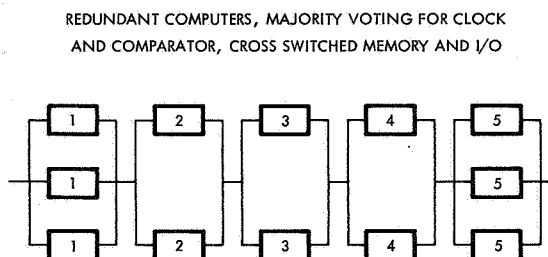 REDUNDANT COMPUTERS, MAJORITY VOTING FOR CLOCK
AND COMPARATOR, CROSS SWITCHED MEMORY AND I/O
1 2 3 4 5
1 5
1 2 3 4 5